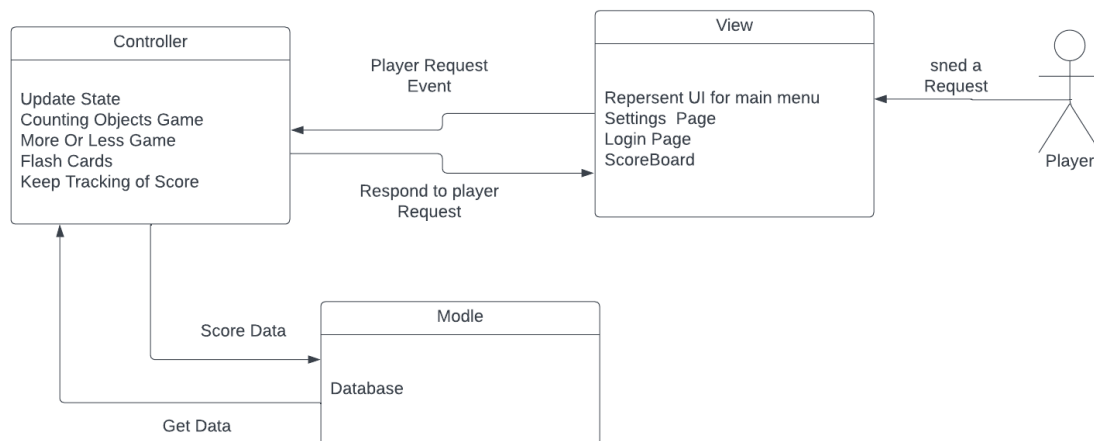 Controller
Update State
Counting Objects Game
More Or Less Game
Flash Cards
Keep Tracking of Score
Player Request
Event
Respond to player
Request
View
Repersent UI for main menu
Settings Page
Login Page
ScoreBoard
sned a
Request
Player
Score Data
Get Data
Modle
Database